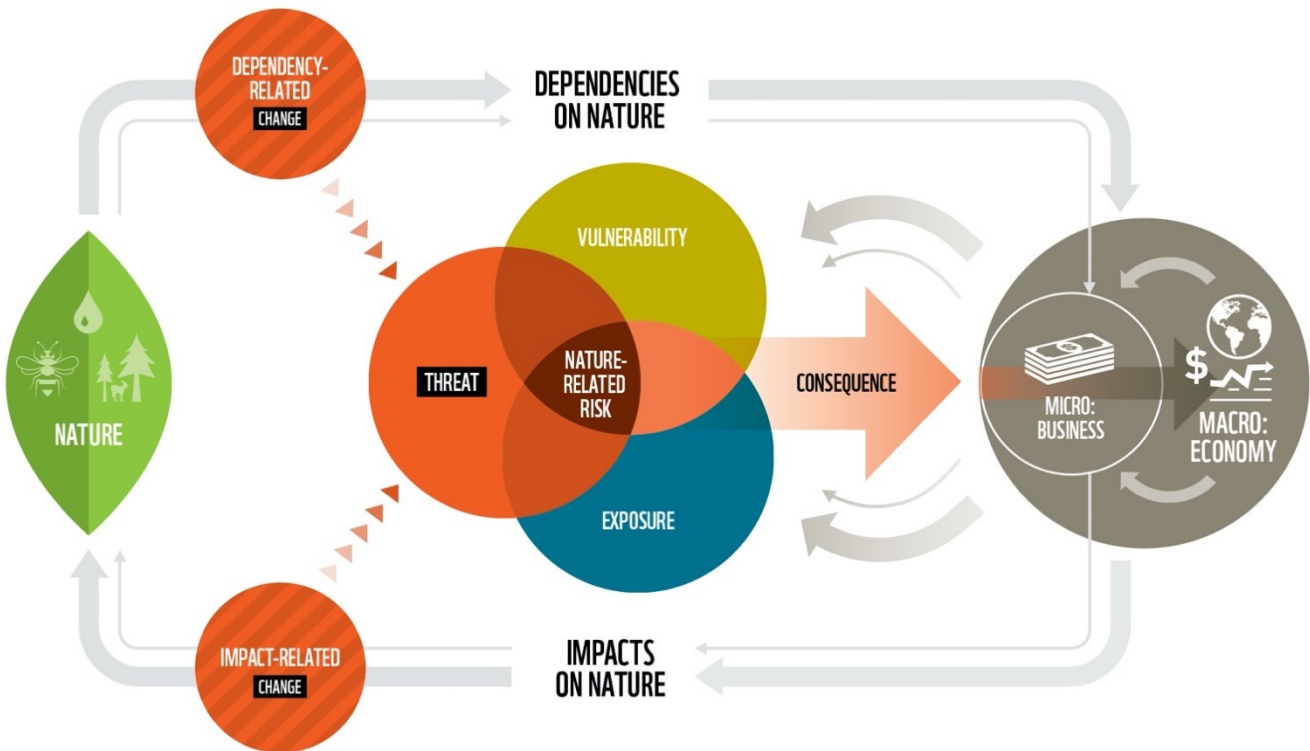 DEPENDENCY-
RELATED
CHANGE
DEPENDENCIES
ON NATURE
VULNERABILITY
NATURE
THREAT
NATURE-
RELATED
RISK
CONSEQUENCE
MICRO:
BUSINESS
$
MACRO:
ECONOMY
EXPOSURE
IMPACT-RELATED
CHANGE
IMPACTS
ON NATURE